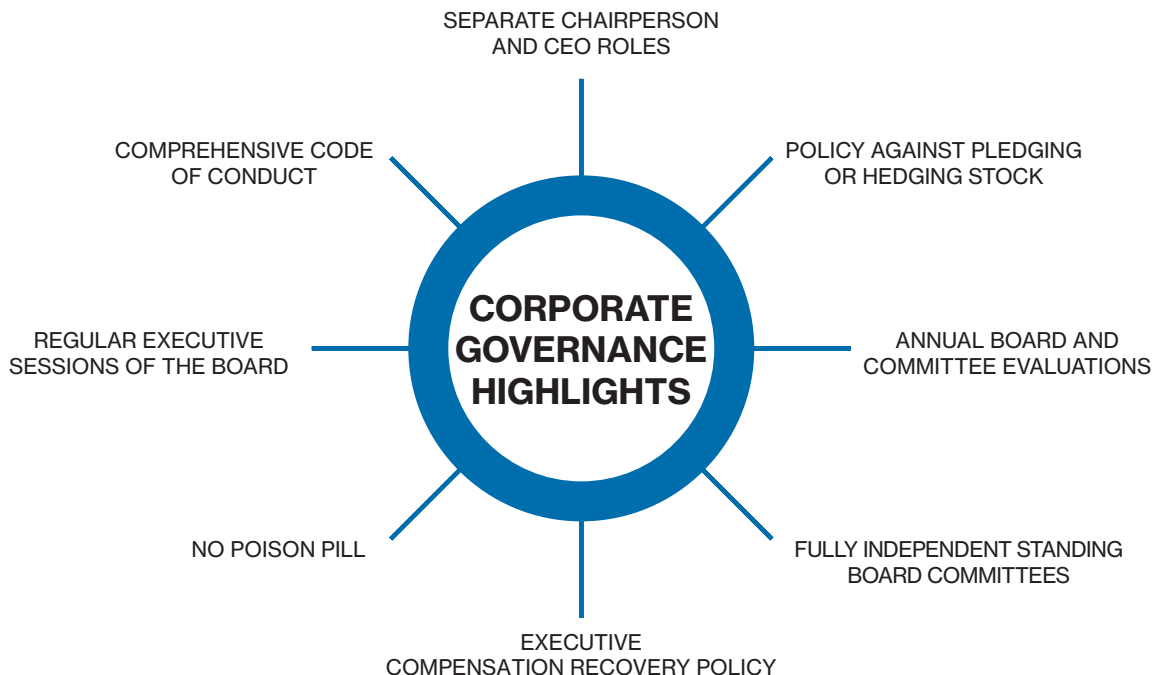 SEPARATE CHAIRPERSON
AND CEO ROLES
COMPREHENSIVE CODE
OF CONDUCT
POLICY AGAINST PLEDGING
OR HEDGING STOCK
REGULAR EXECUTIVE
SESSIONS OF THE BOARD
CORPORATE
GOVERNANCE
HIGHLIGHTS
ANNUAL BOARD AND
COMMITTEE EVALUATIONS
NO POISON PILL
FULLY INDEPENDENT STANDING
BOARD COMMITTEES
EXECUTIVE
COMPENSATION RECOVERY POLICY